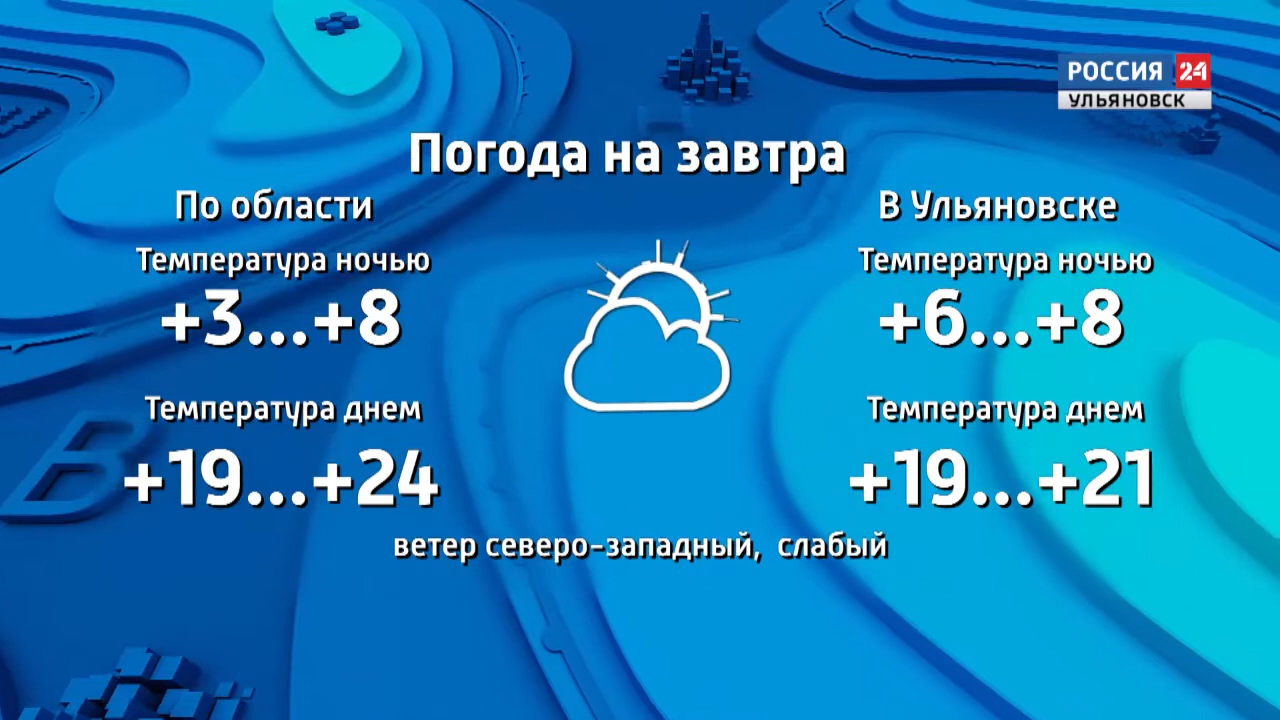 РОССИЯ 24
УЛЬЯНОВСК
Погода на завтра
По области
Температура ночью
+3...+8
Температура днем
+19...+24
В Ульяновске
Температура ночью
+6...+8
Температура днем
+19...+21
ветер северо-западный, слабый
В